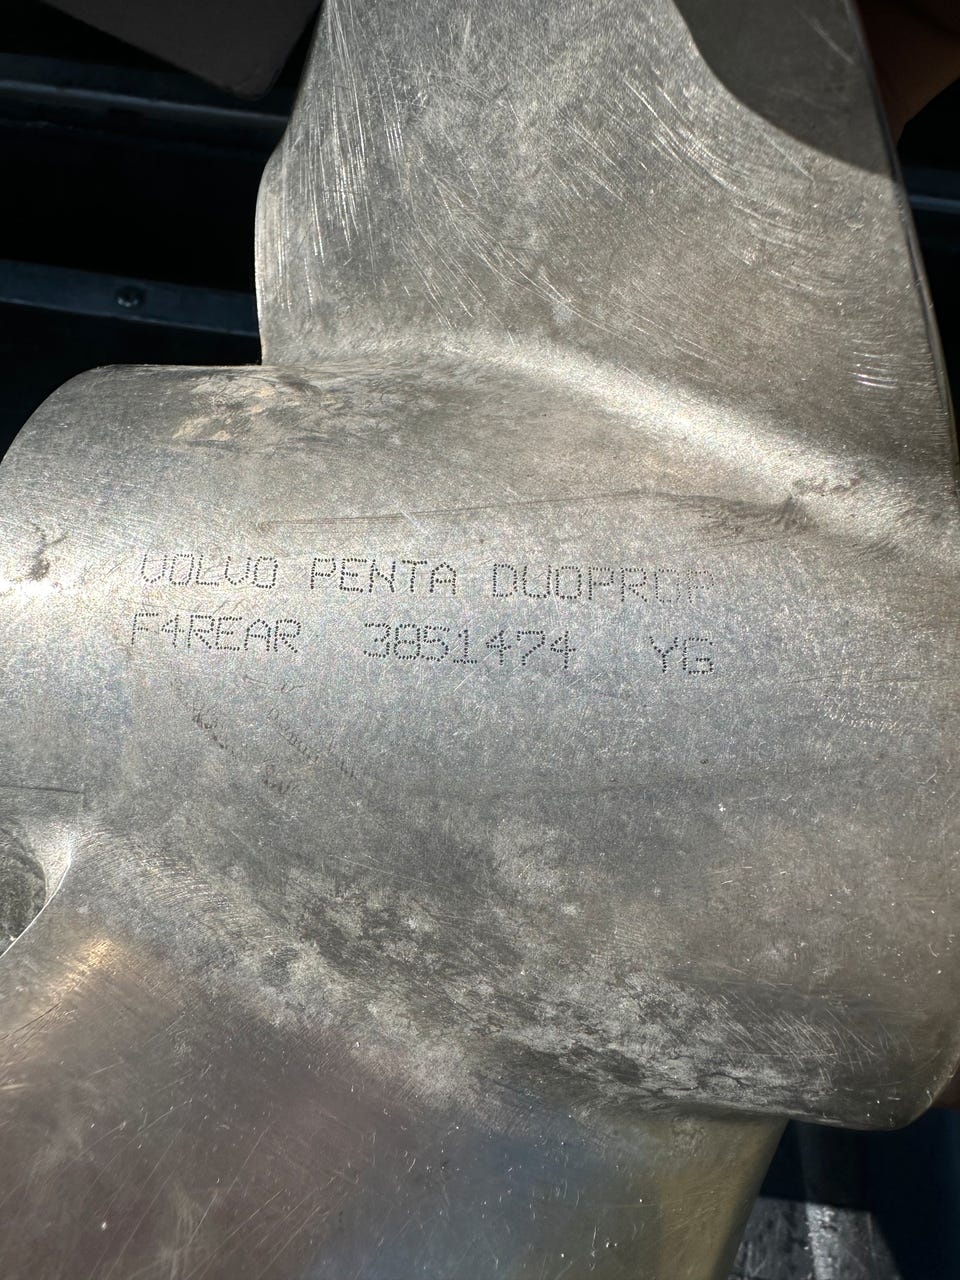 VOLVO PENTA DUOPROP
F4REAR 3851474 YG